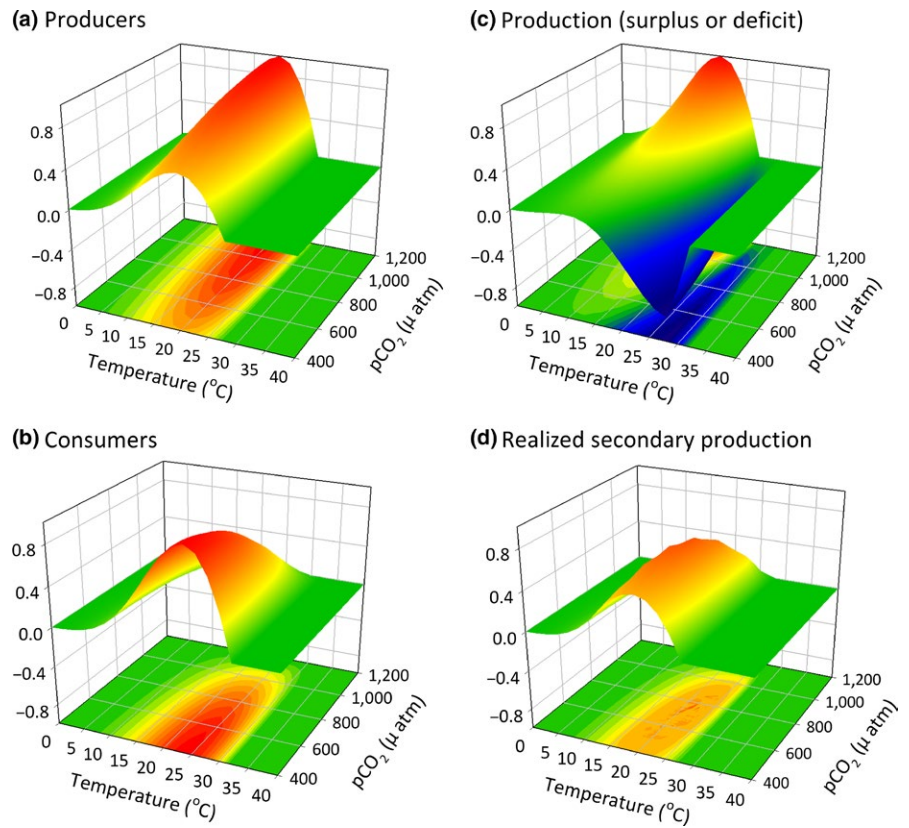 (a) Producers
0.8
0.4
0.0
−0.4
−0.8
0 5 10 15 20 25 30 35 40
Temperature (°C)
400 600 800 1,000 1,200
pCO2 (µ atm)
(c) Production (surplus or deficit)
0.8
0.4
0.0
−0.4
−0.8
0 5 10 15 20 25 30 35 40
Temperature (°C)
400 600 800 1,000 1,200
pCO2 (µ atm)
(b) Consumers
0.8
0.4
0.0
−0.4
−0.8
0 5 10 15 20 25 30 35 40
Temperature (°C)
400 600 800 1,000 1,200
pCO2 (µ atm)
(d) Realized secondary production
0.8
0.4
0.0
−0.4
−0.8
0 5 10 15 20 25 30 35 40
Temperature (°C)
400 600 800 1,000 1,200
pCO2 (µ atm)